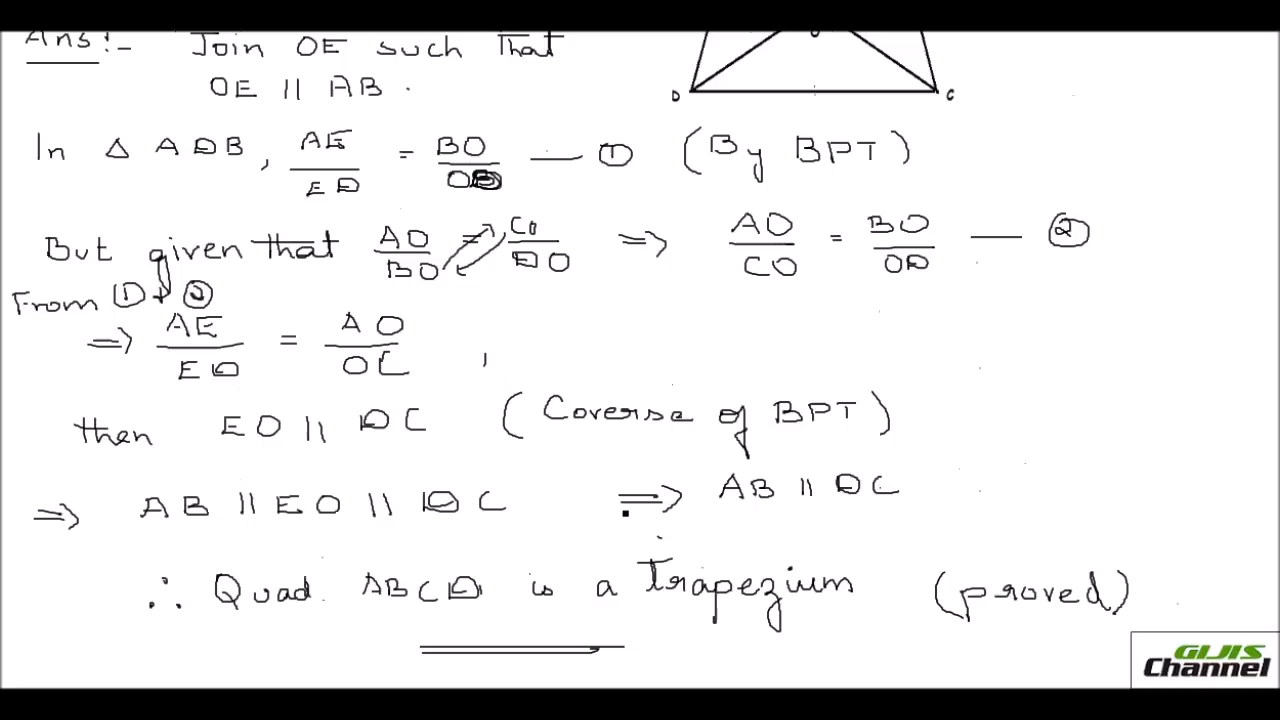 Ans :- Join OE such that
OE || AB .
D C
In Δ ADB, AE/ED = BO/OD — ① (By BPT)
But given that AO/BO = CO/DO ⇒ AO/CO = BO/OD — ②
From ① & ②
⇒ AE/ED = AO/OC ,
then EO || DC (Coverse of BPT)
⇒ AB || EO || DC ⇒ AB || DC
∴ Quad. ABCD is a Trapezium (proved)
GIJIS
Channel